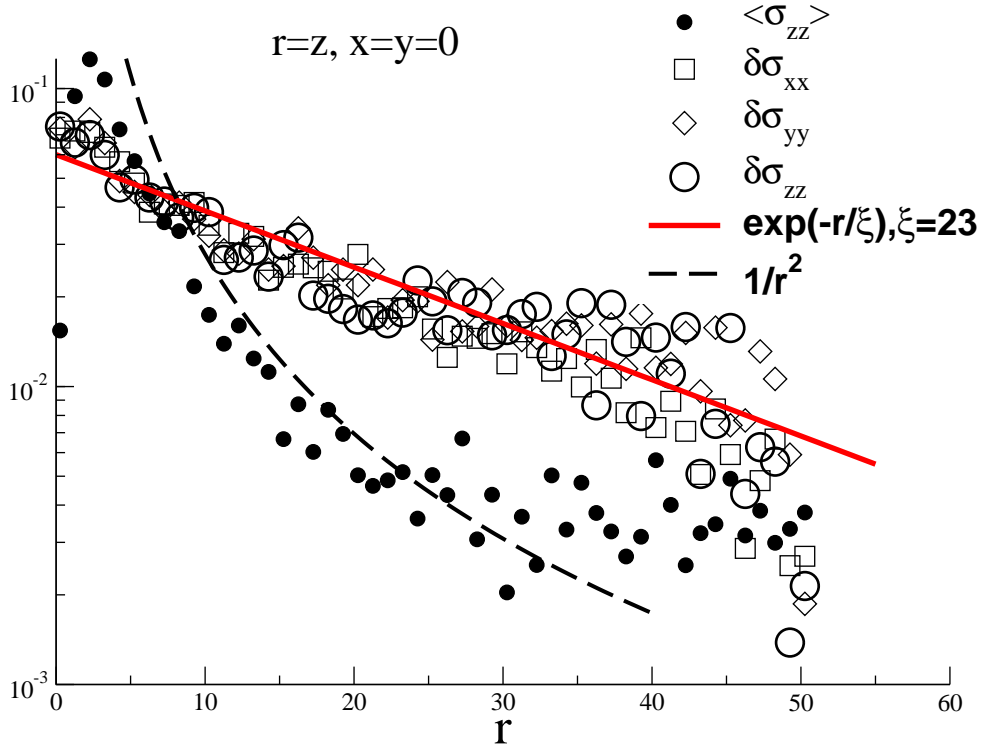 <σzz>
r=z, x=y=0
δσxx
δσyy
δσzz
exp(-r/ξ),ξ=23
1/r²
10⁻¹
10⁻²
10⁻³
0 10 20 30 40 50 60
r